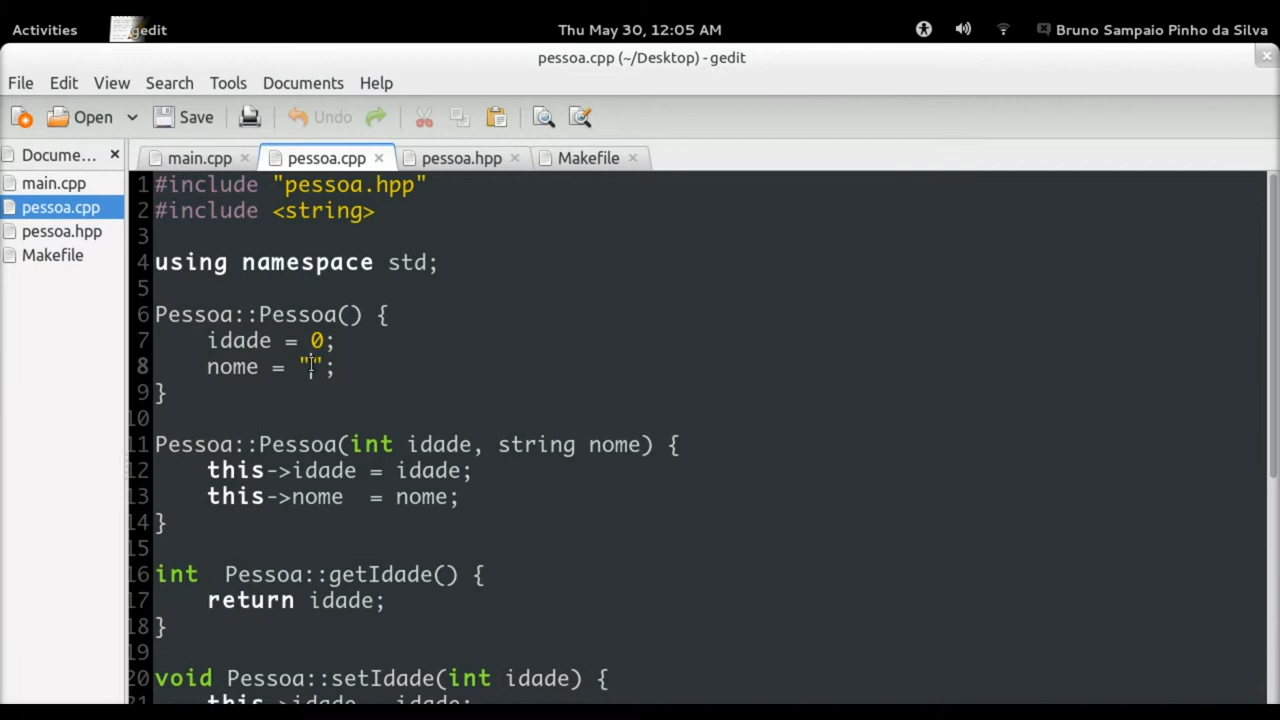 Activities gedit Thu May 30, 12:05 AM Bruno Sampaio Pinho da Silva
pessoa.cpp (~/Desktop) - gedit
File Edit View Search Tools Documents Help
Open Save Undo
Docume... main.cpp pessoa.cpp pessoa.hpp Makefile
main.cpp
pessoa.cpp
pessoa.hpp
Makefile
1 #include "pessoa.hpp"
2 #include <string>
3
4 using namespace std;
5
6 Pessoa::Pessoa() {
7     idade = 0;
8     nome = "";
9 }
10
11 Pessoa::Pessoa(int idade, string nome) {
12     this->idade = idade;
13     this->nome  = nome;
14 }
15
16 int  Pessoa::getIdade() {
17     return idade;
18 }
19
20 void Pessoa::setIdade(int idade) {
21     this->idade = idade;